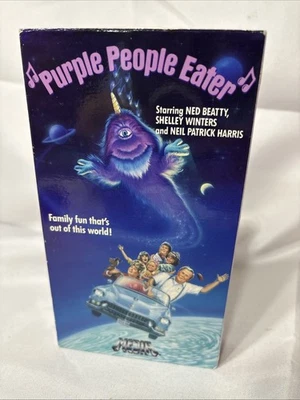 Purple People Eater
Starring NED BEATTY,
SHELLEY WINTERS
and NEIL PATRICK HARRIS
Family fun that's
out of this world!